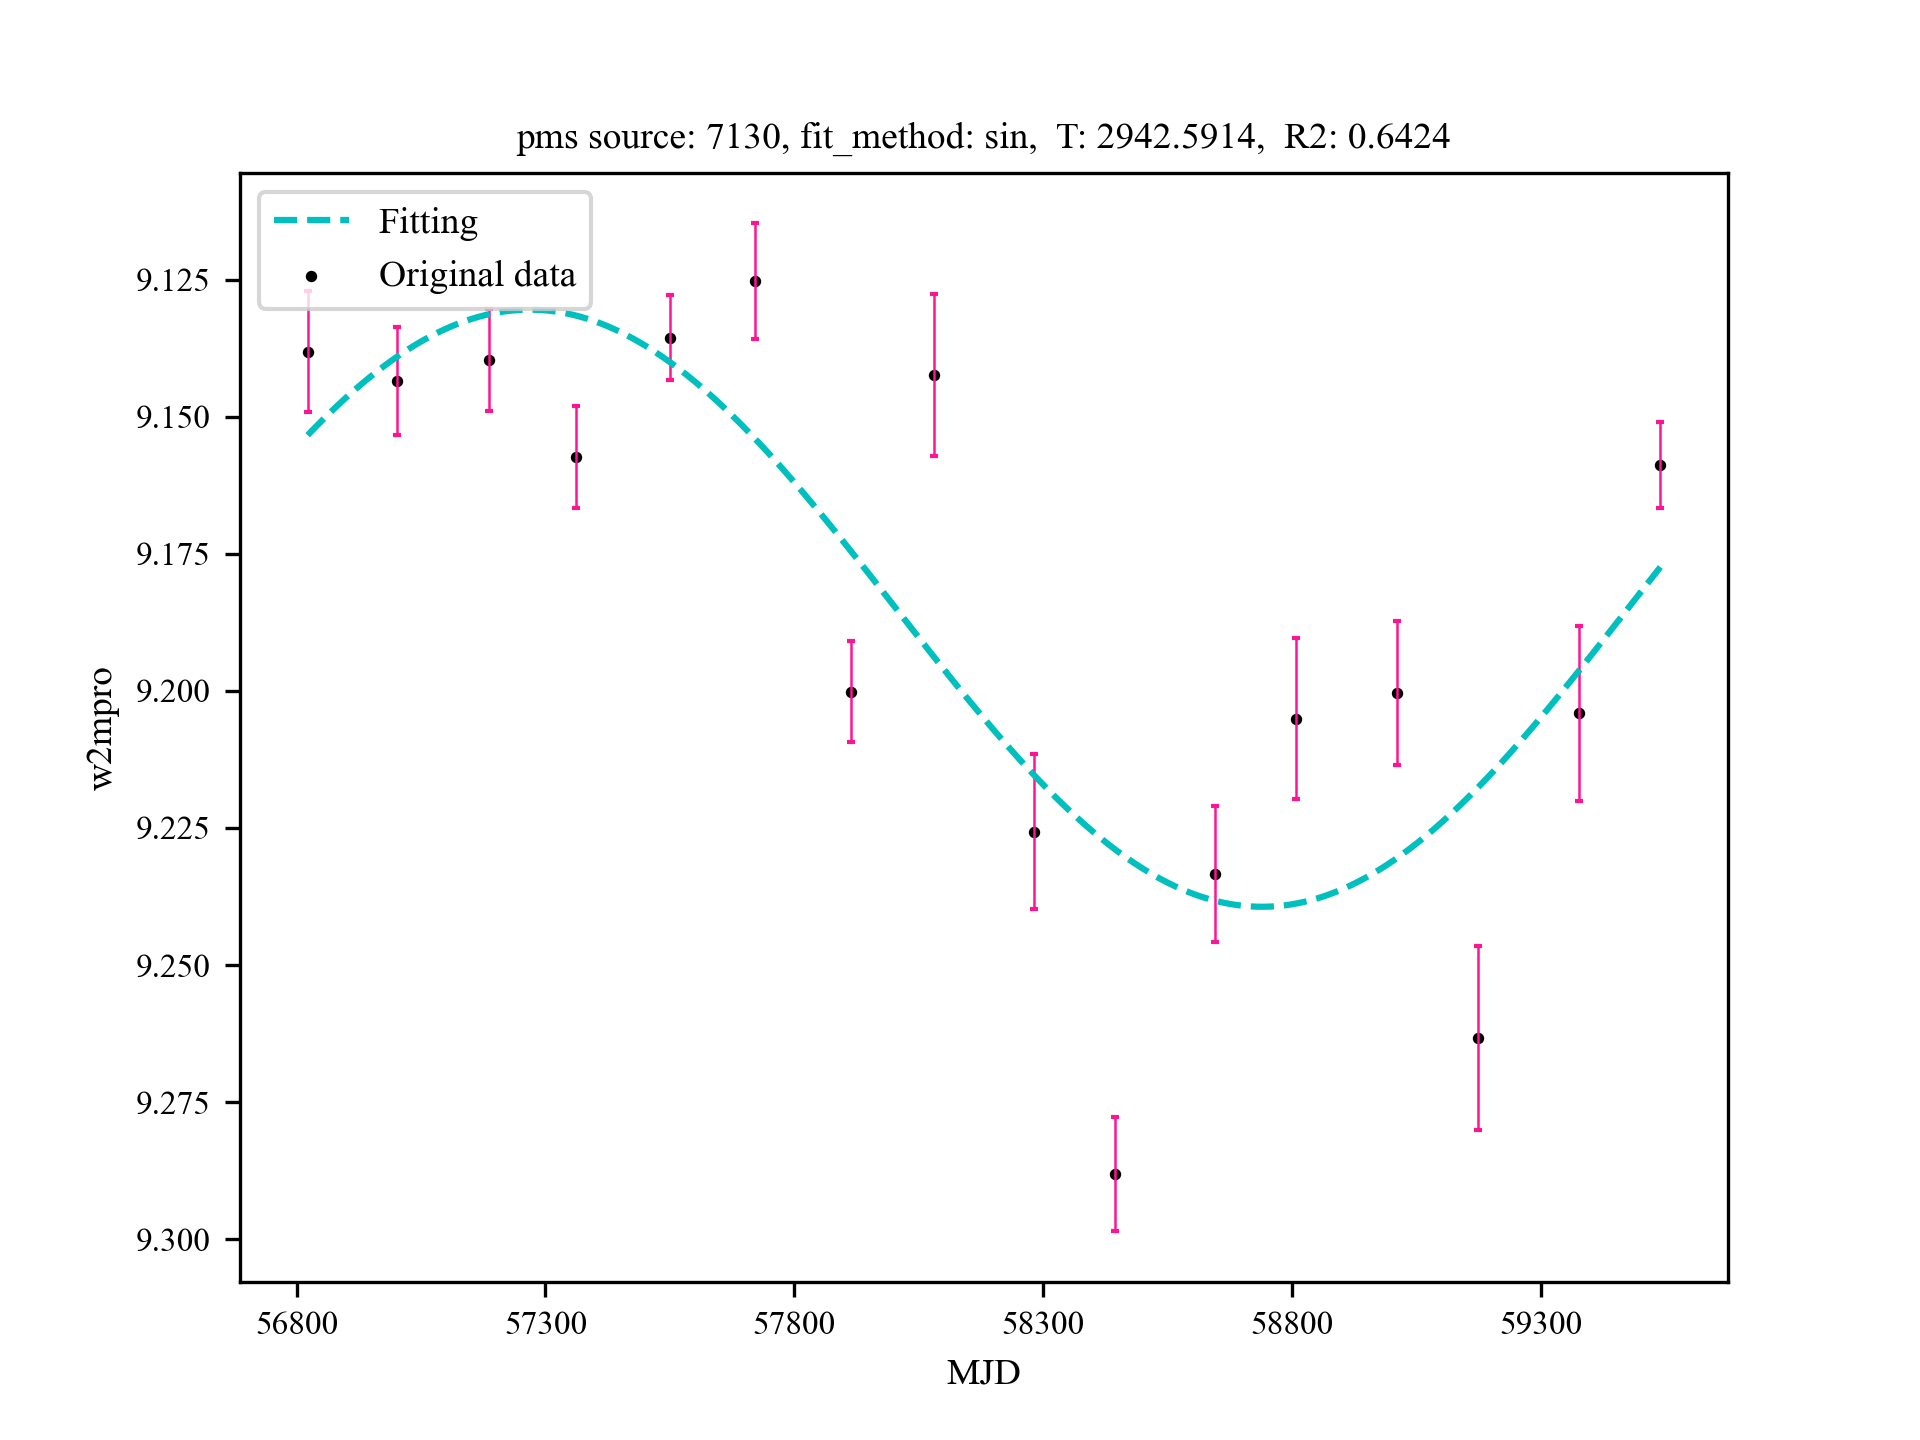 pms source: 7130, fit_method: sin,  T: 2942.5914,  R2: 0.6424
Fitting
Original data
9.125
9.150
9.175
9.200
9.225
9.250
9.275
9.300
w2mpro
56800 57300 57800 58300 58800 59300
MJD